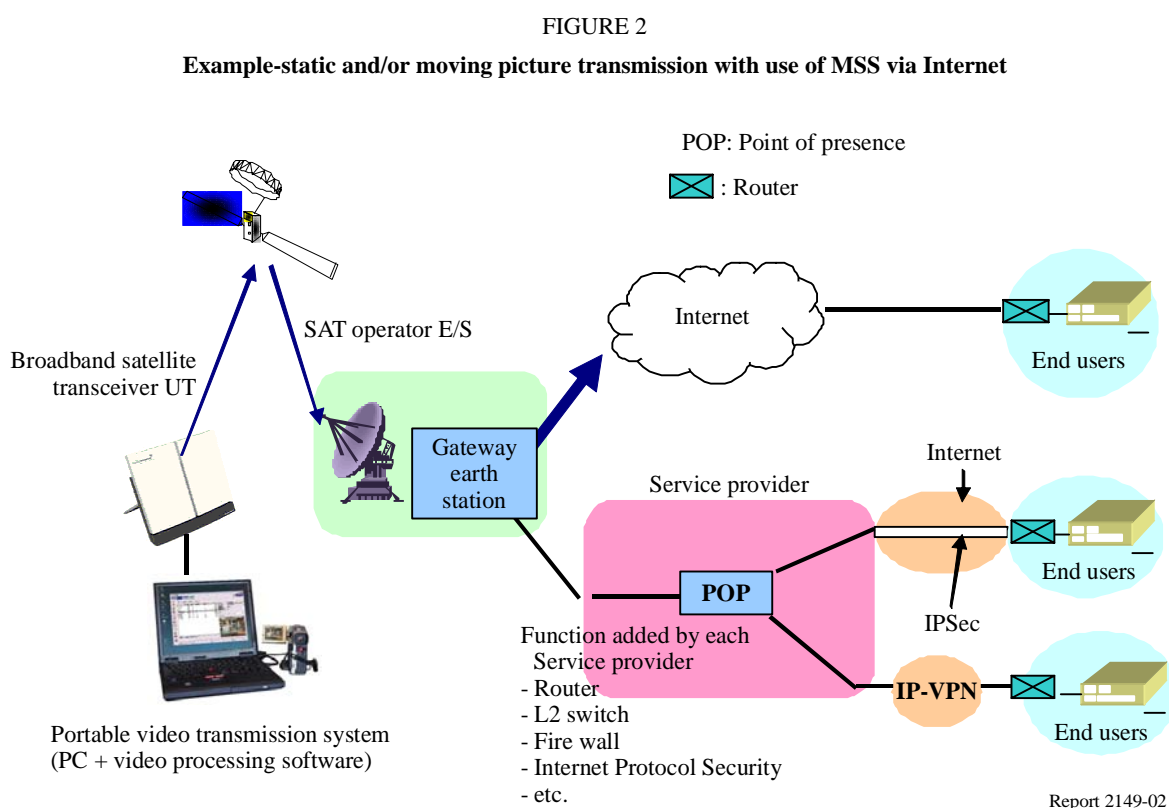 FIGURE 2
Example-static and/or moving picture transmission with use of MSS via Internet
POP: Point of presence
: Router
SAT operator E/S
Broadband satellite
transceiver UT
Internet
End users
Gateway
earth
station
Service provider
Internet
End users
POP
IPSec
Function added by each
Service provider
- Router
- L2 switch
- Fire wall
- Internet Protocol Security
- etc.
IP-VPN
End users
Portable video transmission system
(PC + video processing software)
Report 2149-02